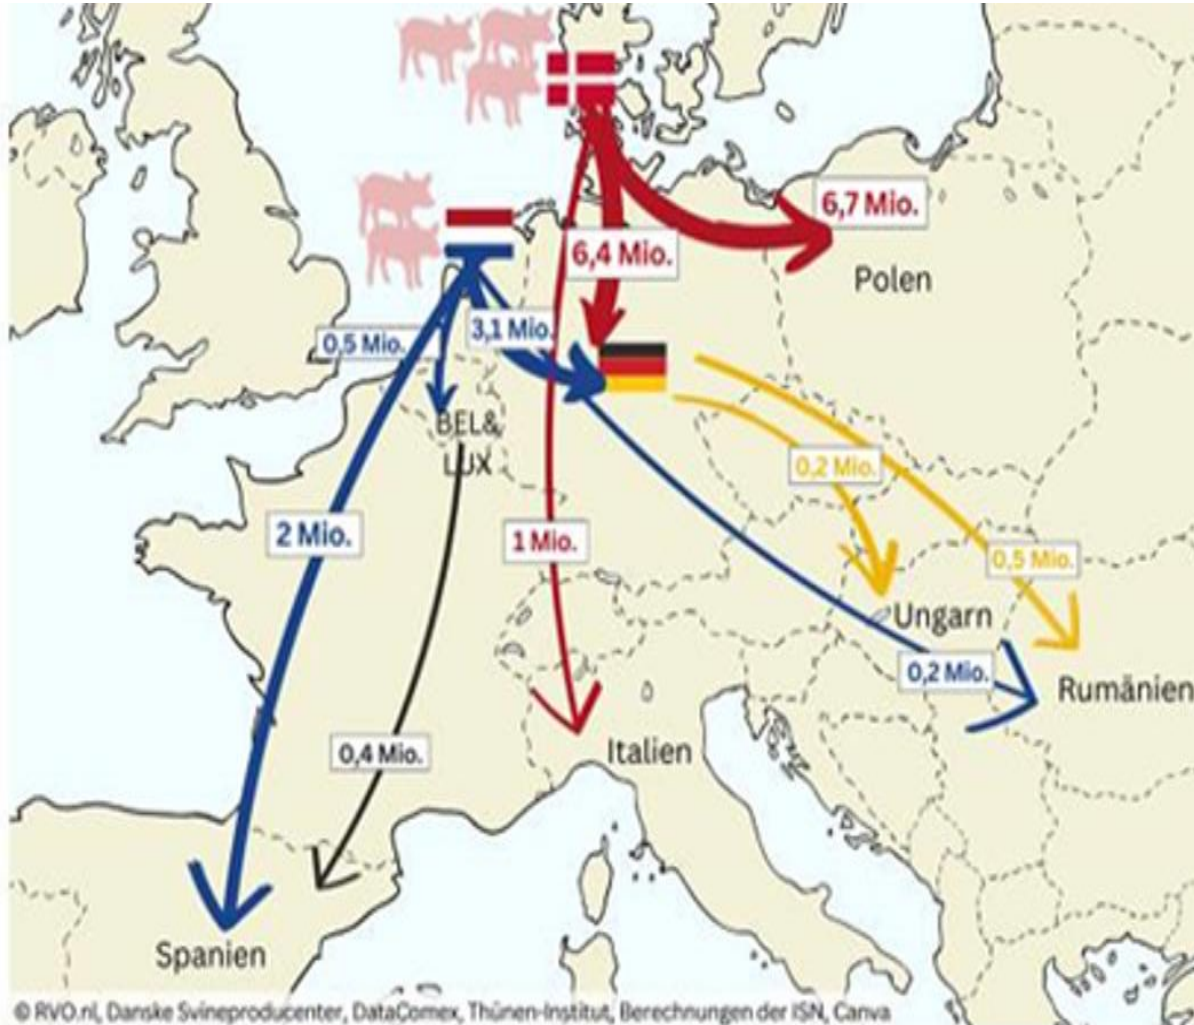 6,7 Mio.
6,4 Mio.
Polen
3,1 Mio.
0,5 Mio.
BEL&
LUX
0,2 Mio.
2 Mio.
1 Mio.
0,5 Mio.
Ungarn
0,2 Mio.
Rumänien
0,4 Mio.
Italien
Spanien
© RVO.nl, Danske Svineproducenter, DataComex, Thünen-Institut, Berechnungen der ISN, Canva